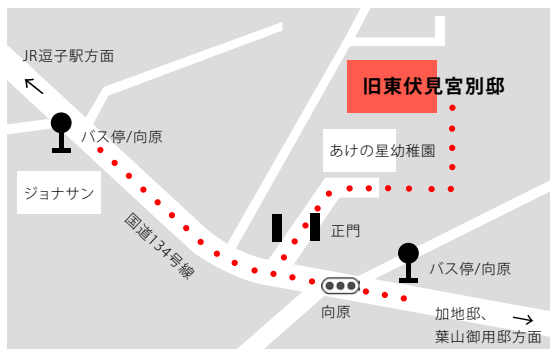 JR逗子駅方面
旧東伏見宮別邸
バス停/向原
あけの星幼稚園
ジョナサン
国道134号線
正門
バス停/向原
向原
加地邸、
葉山御用邸方面